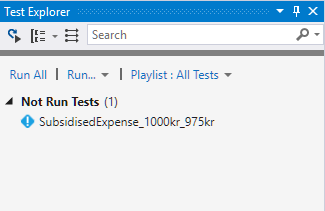 Test Explorer
Search
Run All | Run... | Playlist : All Tests
Not Run Tests (1)
SubsidisedExpense_1000kr_975kr